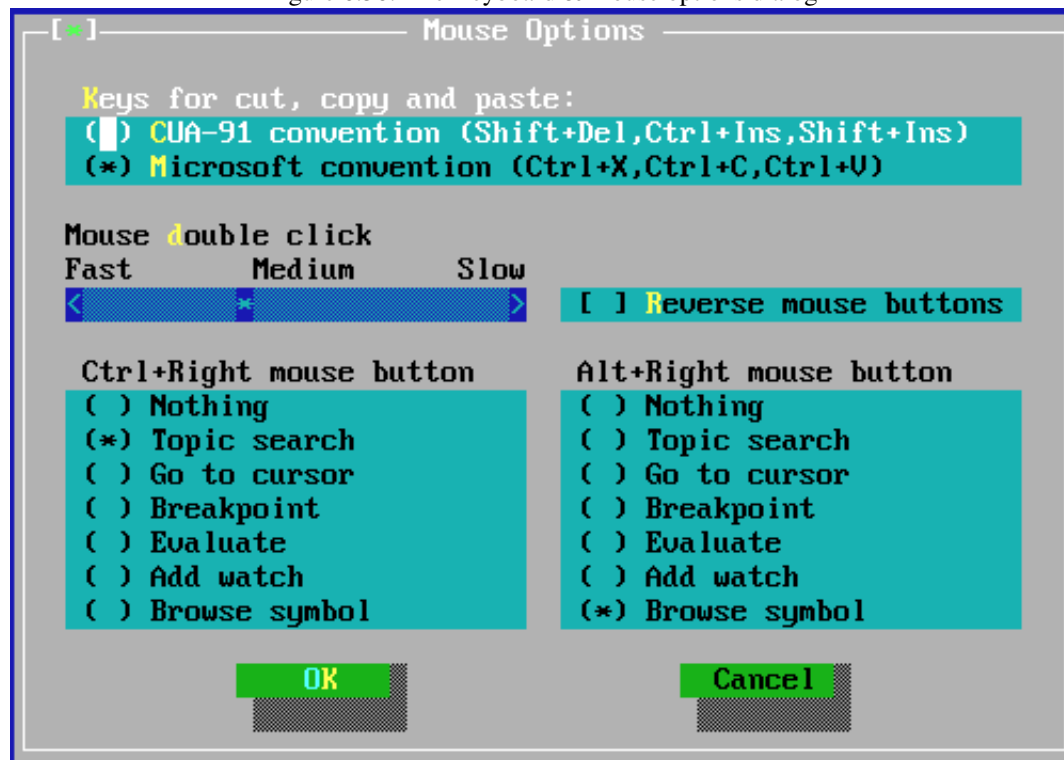 [*] Mouse Options
Keys for cut, copy and paste:
( ) CUA-91 convention (Shift+Del,Ctrl+Ins,Shift+Ins)
(*) Microsoft convention (Ctrl+X,Ctrl+C,Ctrl+V)
Mouse double click
Fast Medium Slow
< * > [ ] Reverse mouse buttons
Ctrl+Right mouse button
( ) Nothing
(*) Topic search
( ) Go to cursor
( ) Breakpoint
( ) Evaluate
( ) Add watch
( ) Browse symbol
Alt+Right mouse button
( ) Nothing
( ) Topic search
( ) Go to cursor
( ) Breakpoint
( ) Evaluate
( ) Add watch
(*) Browse symbol
OK Cancel